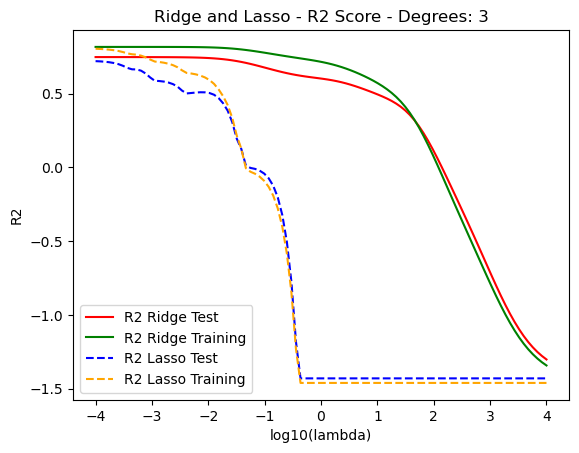 Ridge and Lasso - R2 Score - Degrees: 3
0.5
0.0
−0.5
−1.0
−1.5
R2
R2 Ridge Test
R2 Ridge Training
R2 Lasso Test
R2 Lasso Training
−4 −3 −2 −1 0 1 2 3 4
log10(lambda)